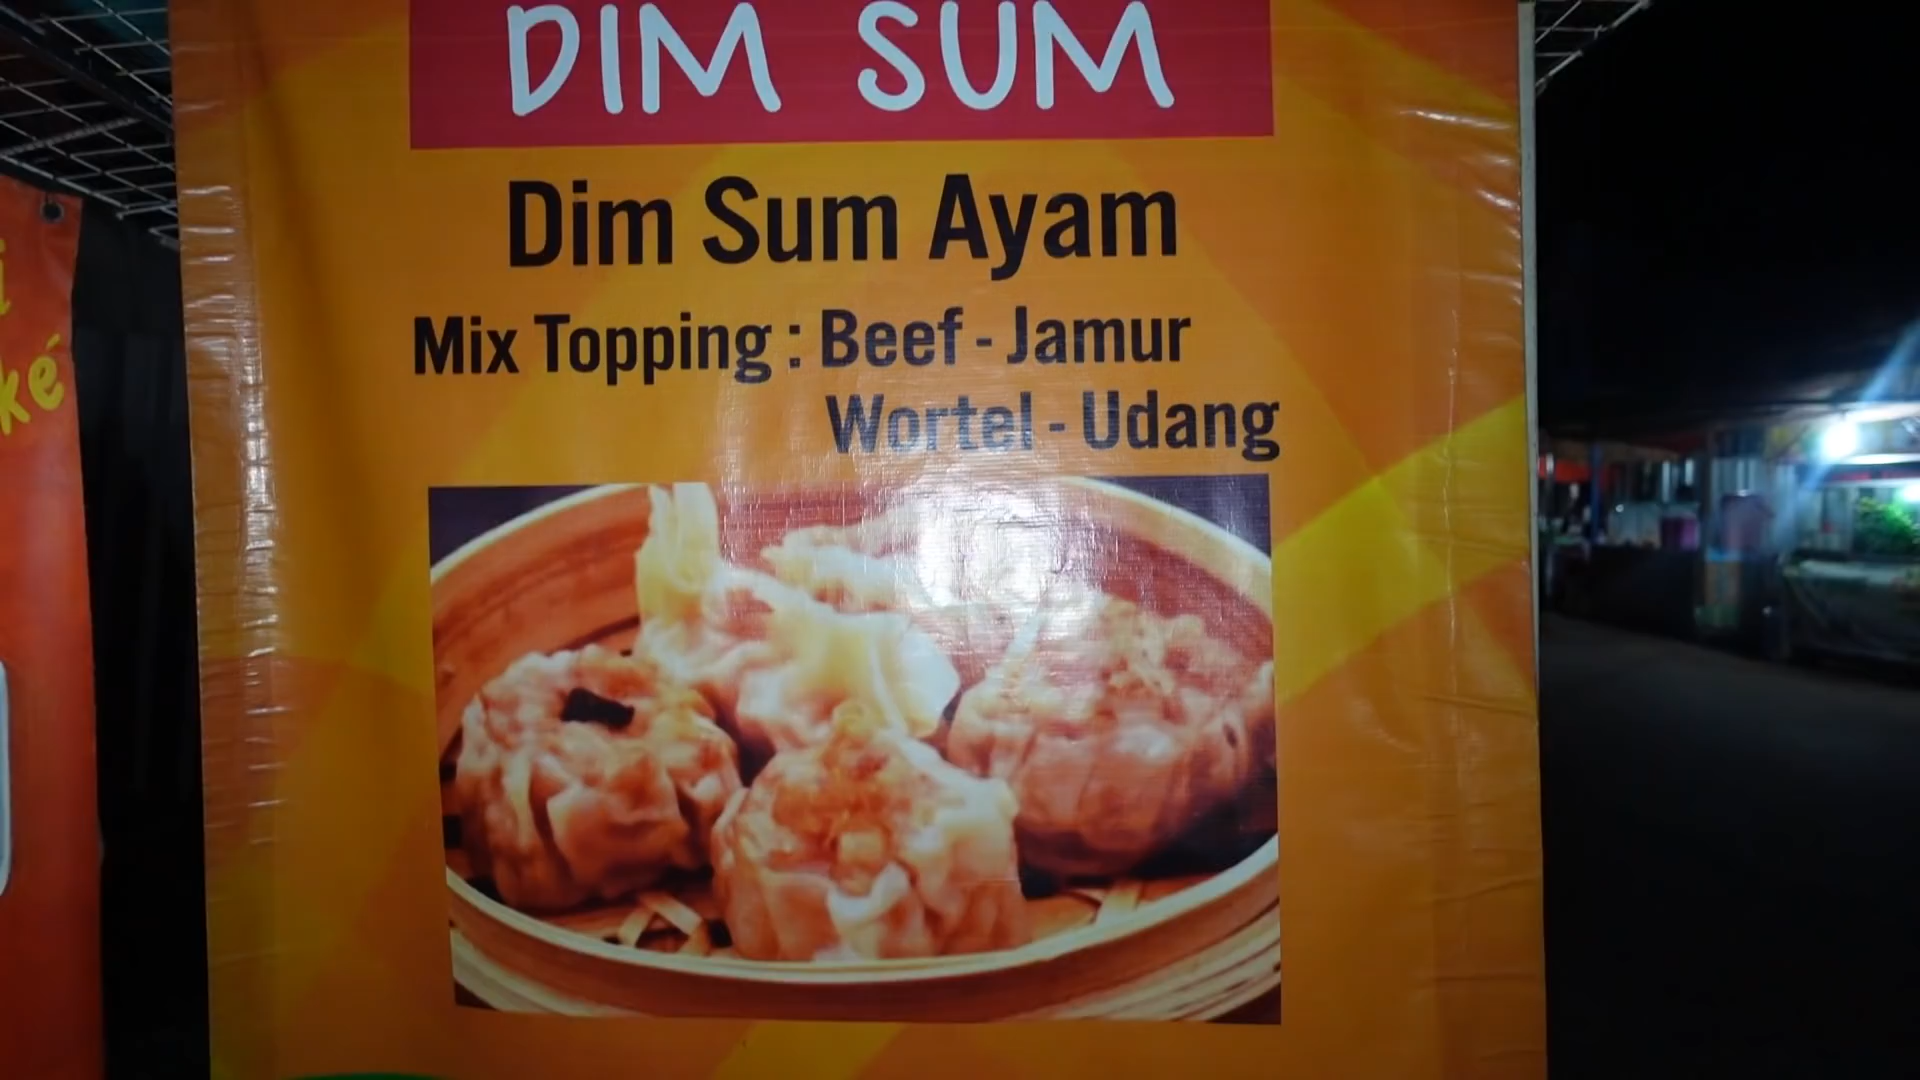 DIM SUM
Dim Sum Ayam
Mix Topping : Beef - Jamur
Wortel - Udang